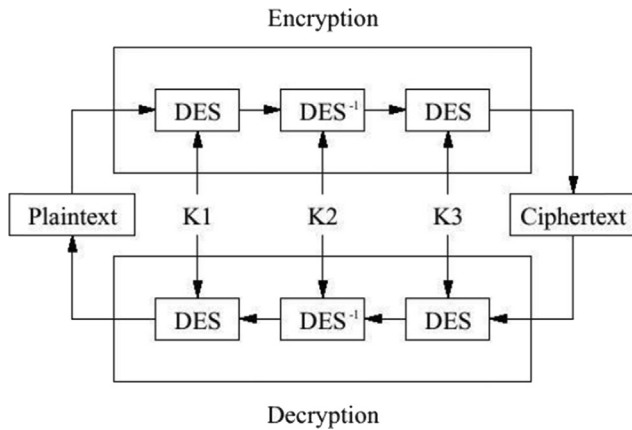 Encryption
DES DES⁻¹ DES
Plaintext K1 K2 K3 Ciphertext
DES DES⁻¹ DES
Decryption